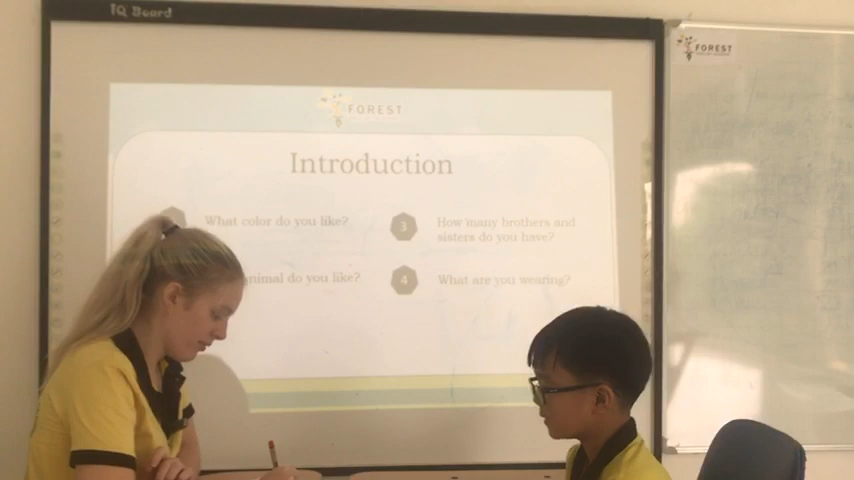 IQ Board
FOREST
FOREST
Introduction
What color do you like?
3
How many brothers and
sisters do you have?
nimal do you like?
4
What are you wearing?